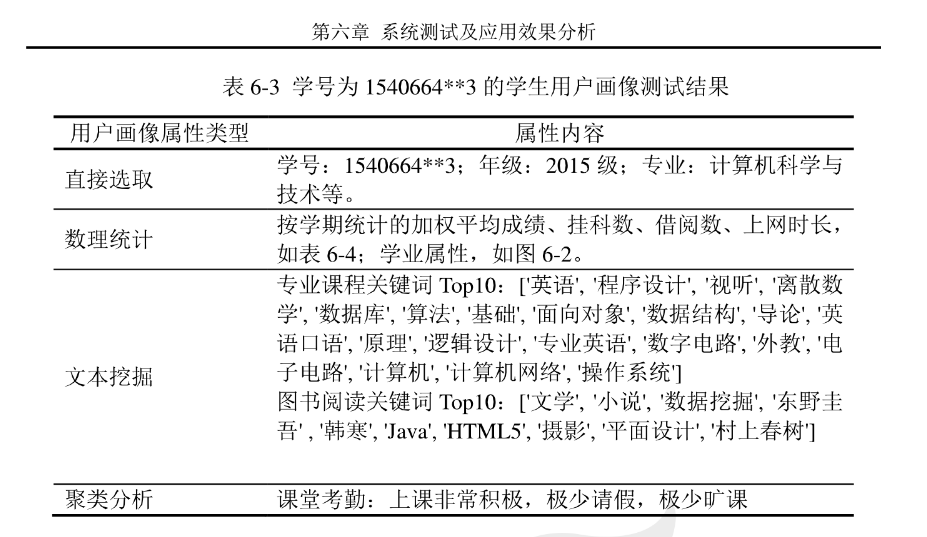 第六章 系统测试及应用效果分析
表 6-3 学号为 1540664**3 的学生用户画像测试结果
用户画像属性类型 属性内容
直接选取
学号：1540664**3；年级：2015 级；专业：计算机科学与
技术等。
数理统计
按学期统计的加权平均成绩、挂科数、借阅数、上网时长，
如表 6-4；学业属性，如图 6-2。
文本挖掘
专业课程关键词 Top10：['英语', '程序设计', '视听', '离散数
学', '数据库', '算法', '基础', '面向对象', '数据结构', '导论', '英
语口语', '原理', '逻辑设计', '专业英语', '数字电路', '外教', '电
子电路', '计算机', '计算机网络', '操作系统']
图书阅读关键词 Top10：['文学', '小说', '数据挖掘', '东野圭
吾' , '韩寒', 'Java', 'HTML5', '摄影', '平面设计', '村上春树']
聚类分析 课堂考勤：上课非常积极，极少请假，极少旷课